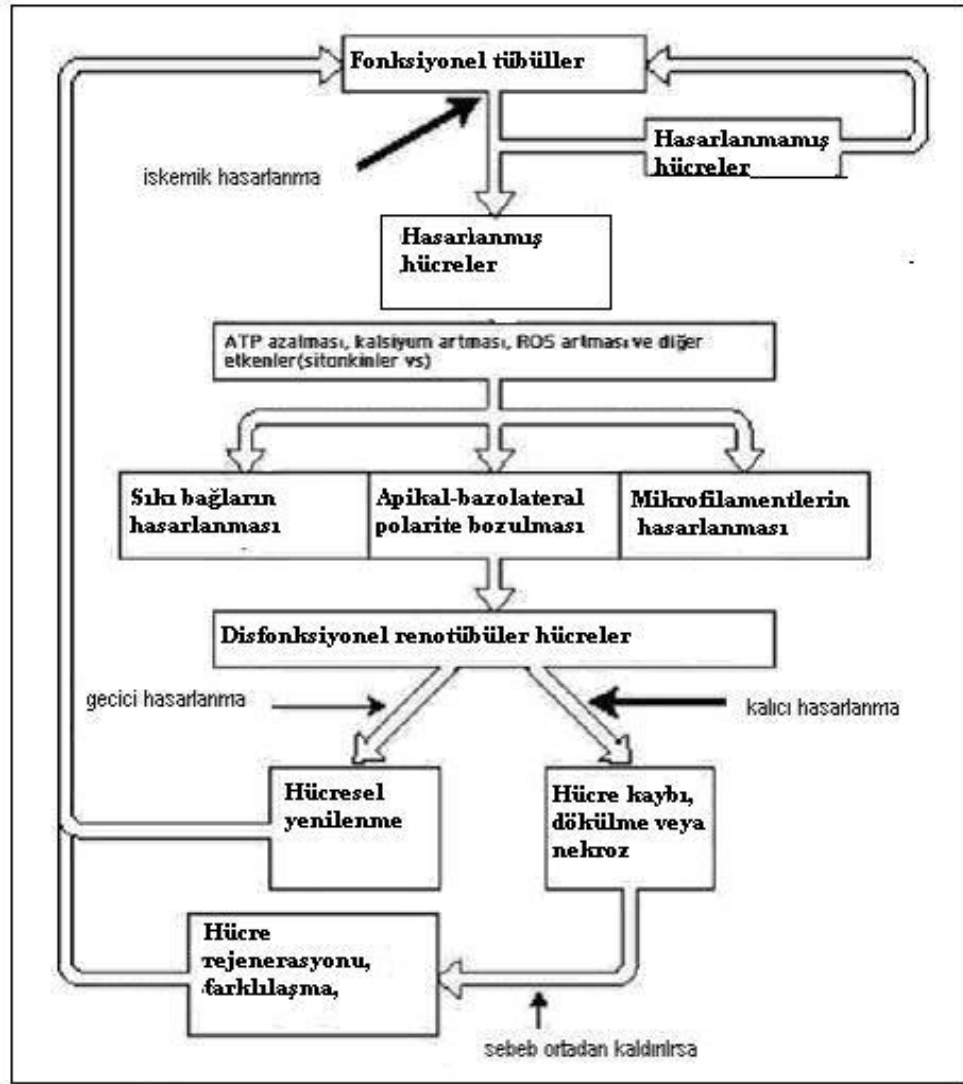 Fonksiyonel tübüller
Hasarlanmamış
hücreler
iskemik hasarlanma
Hasarlanmış
hücreler
ATP azalması, kalsiyum artması, ROS artması ve diğer
etkenler(sitonkinler vs)
Sıkı bağların
hasarlanması
Apikal-bazolateral
polarite bozulması
Mikrofilamentlerin
hasarlanması
Disfonksiyonel renotübüler hücreler
gecici hasarlanma
kalıcı hasarlanma
Hücresel
yenilenme
Hücre kaybı,
dökülme veya
nekroz
Hücre
rejenerasyonu,
farklılaşma,
sebeb ortadan kaldırılırsa